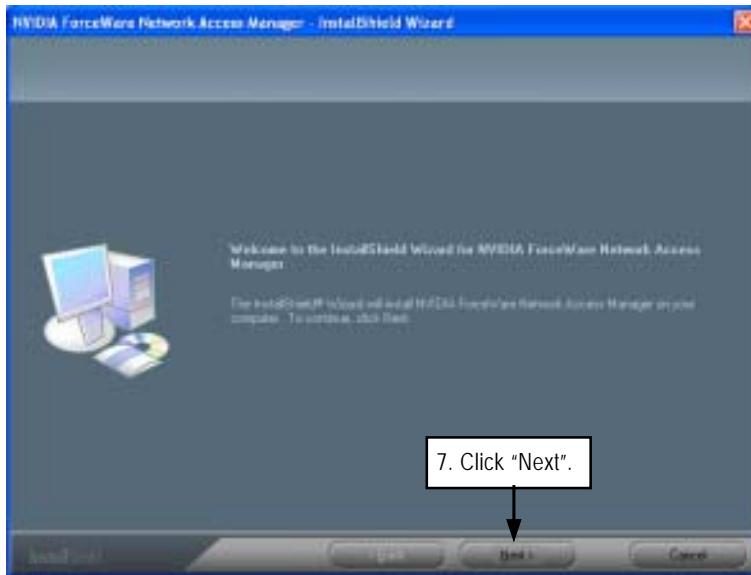 NVIDIA ForceWare Network Access Manager - InstallShield Wizard
Welcome to the InstallShield Wizard for NVIDIA ForceWare Network Access
Manager
The InstallShield® Wizard will install NVIDIA ForceWare Network Access Manager on your
computer. To continue, click Next.
7. Click “Next”.
InstallShield
< Back
Next >
Cancel